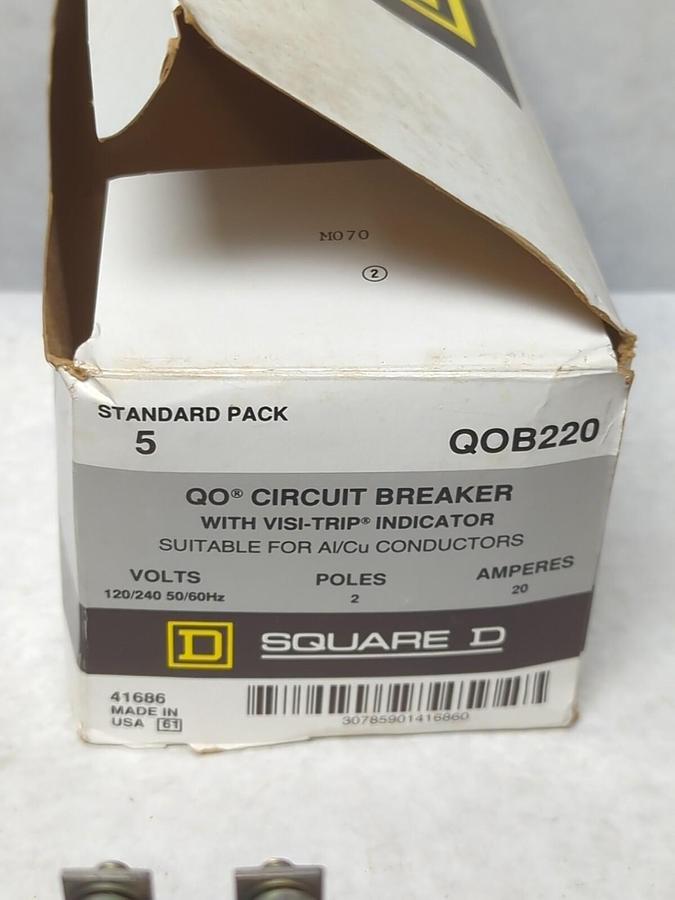 M070
2
STANDARD PACK
5
QOB220
QO® CIRCUIT BREAKER
WITH VISI-TRIP® INDICATOR
SUITABLE FOR Al/Cu CONDUCTORS
VOLTS
120/240 50/60Hz
POLES
2
AMPERES
20
D SQUARE D
41686
MADE IN
USA 61
30785901416860